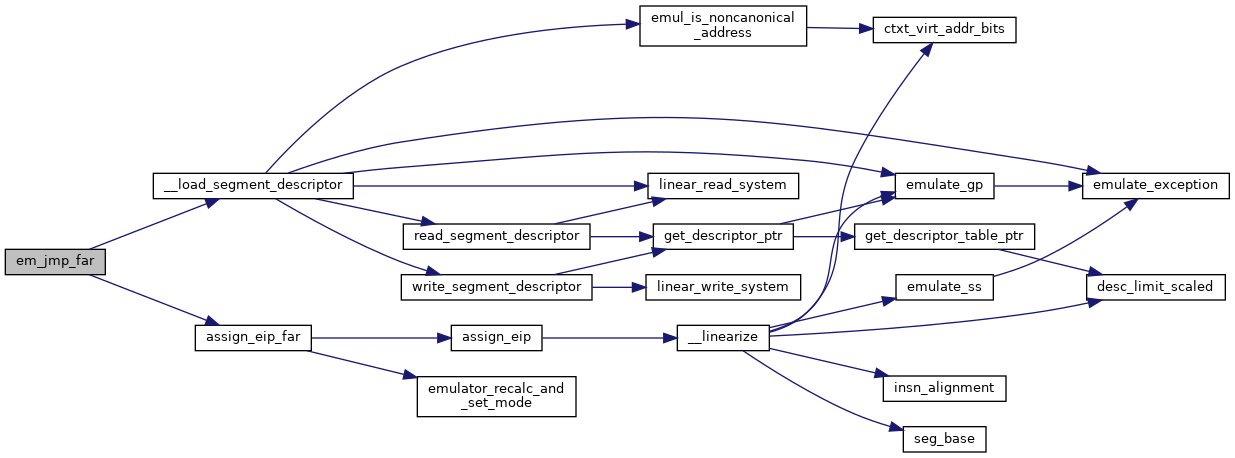 emul_is_noncanonical
_address
ctxt_virt_addr_bits
__load_segment_descriptor
linear_read_system
emulate_gp
emulate_exception
read_segment_descriptor
get_descriptor_ptr
get_descriptor_table_ptr
em_jmp_far
write_segment_descriptor
linear_write_system
emulate_ss
desc_limit_scaled
assign_eip_far
assign_eip
__linearize
emulator_recalc_and
_set_mode
insn_alignment
seg_base